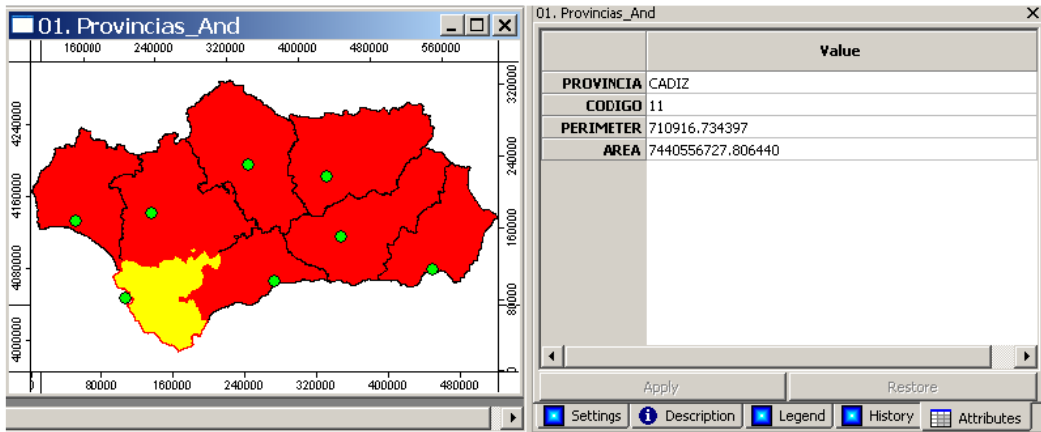 01. Provincias_And
160000 240000 320000 400000 480000 560000
4240000
4160000
4080000
4000000
320000
240000
160000
80000
0
0 80000 160000 240000 320000 400000 480000
01. Provincias_And
Value
PROVINCIA CADIZ
CODIGO 11
PERIMETER 710916.734397
AREA 7440556727.806440
Apply Restore
Settings Description Legend History Attributes